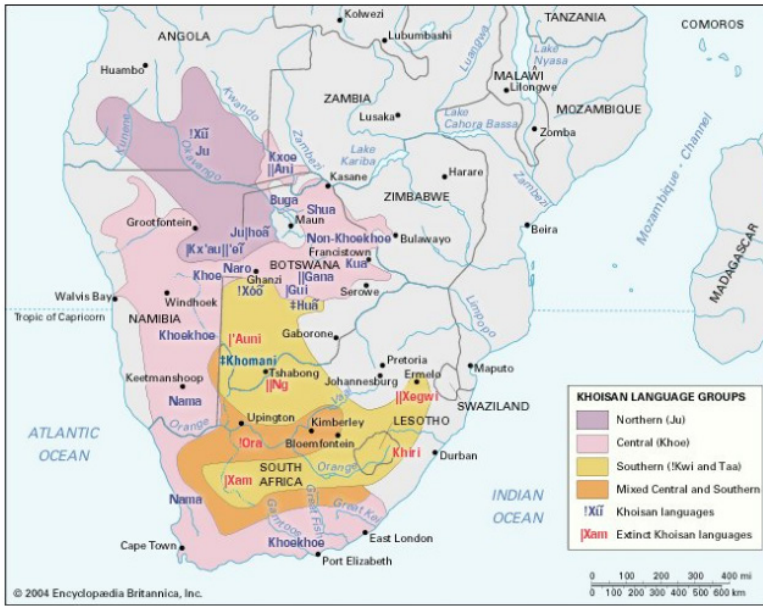 Kolwezi
TANZANIA
COMOROS
ANGOLA
Lubumbashi
Luangwa
Lake
Nyasa
Huambo
MALAWI
Lilongwe
Kwando
ZAMBIA
MOZAMBIQUE
!Xũ
Ju
Lusaka
Lake
Cahora Bassa
Zomba
Kunene
Okavango
Zambezi
Kxoe
||Ani
Lake
Kariba
Mozambique - Channel
Kasane
Harare
Zambezi
Buga
Shua
ZIMBABWE
Grootfontein
Ju|hoã
Maun
Beira
|Kx'au||'eĩ
Non-Khoekhoe
Bulawayo
Francistown
MADAGASCAR
Khoe
Naro
BOTSWANA
Kua
Ghanzi
||Gana
Walvis Bay
!Xóõ
|Gui
Serowe
Windhoek
ǂHuã
Limpopo
Tropic of Capricorn
NAMIBIA
Gaborone
Khoekhoe
|'Auni
ǂKhomani
Pretoria
Maputo
Keetmanshoop
Tshabong
Johannesburg
Ermelo
||Ng
SWAZILAND
Nama
||Xegwi
Vaal
KHOISAN LANGUAGE GROUPS
Orange
Upington
Kimberley
LESOTHO
Northern (Ju)
ATLANTIC
OCEAN
!Ora
Bloemfontein
Central (Khoe)
Khiri
Durban
SOUTH
AFRICA
Orange
Southern (!Kwi and Taa)
|Xam
INDIAN
OCEAN
Mixed Central and Southern
Nama
Gamtoos
Great Fish
Great Kei
!Xũ Khoisan languages
|Xam Extinct Khoisan languages
Cape Town
Khoekhoe
East London
Port Elizabeth
0 100 200 300 400 mi
0 100 200 300 400 500 600 km
© 2004 Encyclopædia Britannica, Inc.